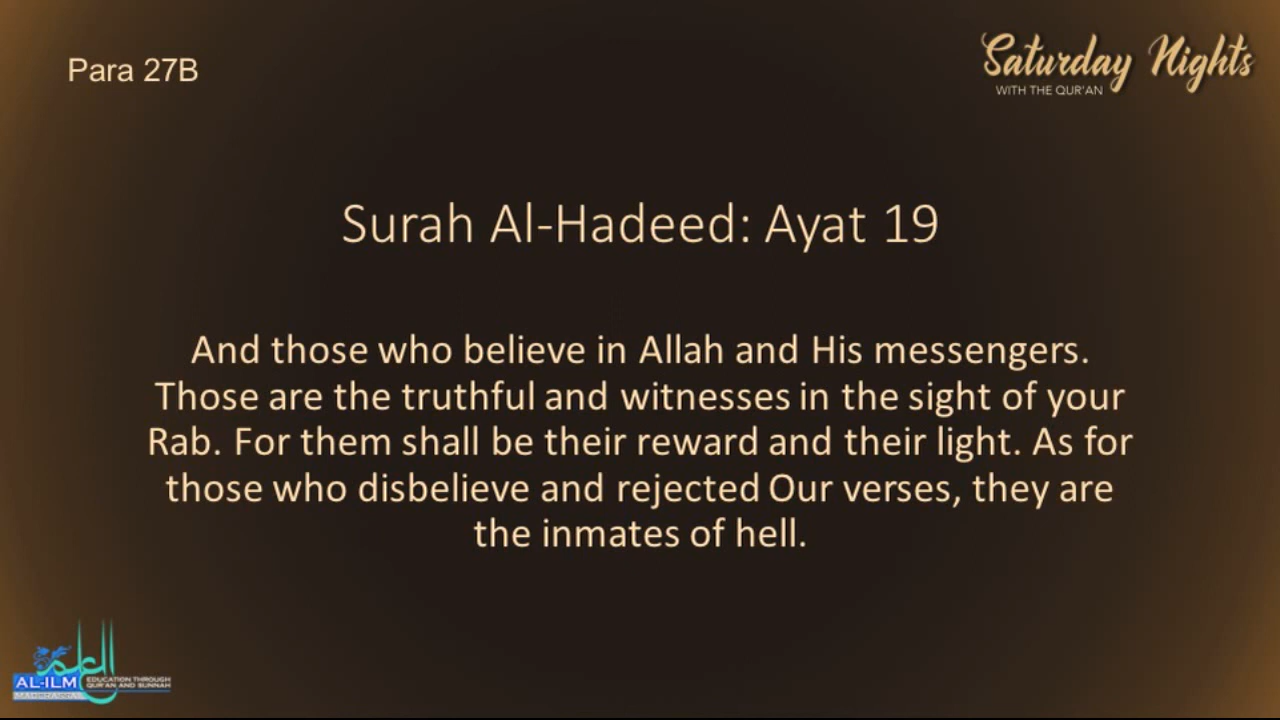 Para 27B
Saturday Nights
WITH THE QUR'AN
Surah Al-Hadeed: Ayat 19
And those who believe in Allah and His messengers.
Those are the truthful and witnesses in the sight of your
Rab. For them shall be their reward and their light. As for
those who disbelieve and rejected Our verses, they are
the inmates of hell.
العلم
AL-ILM
EDUCATION THROUGH
QUR'AN AND SUNNAH